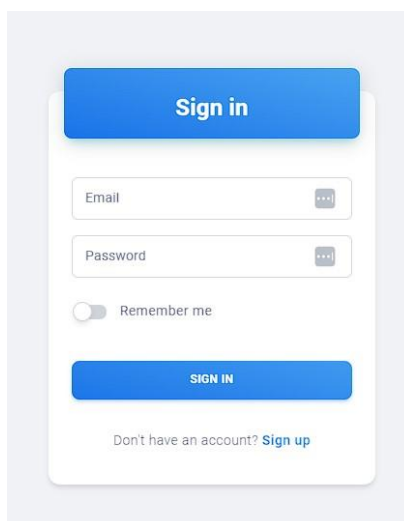 Sign in
Email
Password
Remember me
SIGN IN
Don't have an account? Sign up